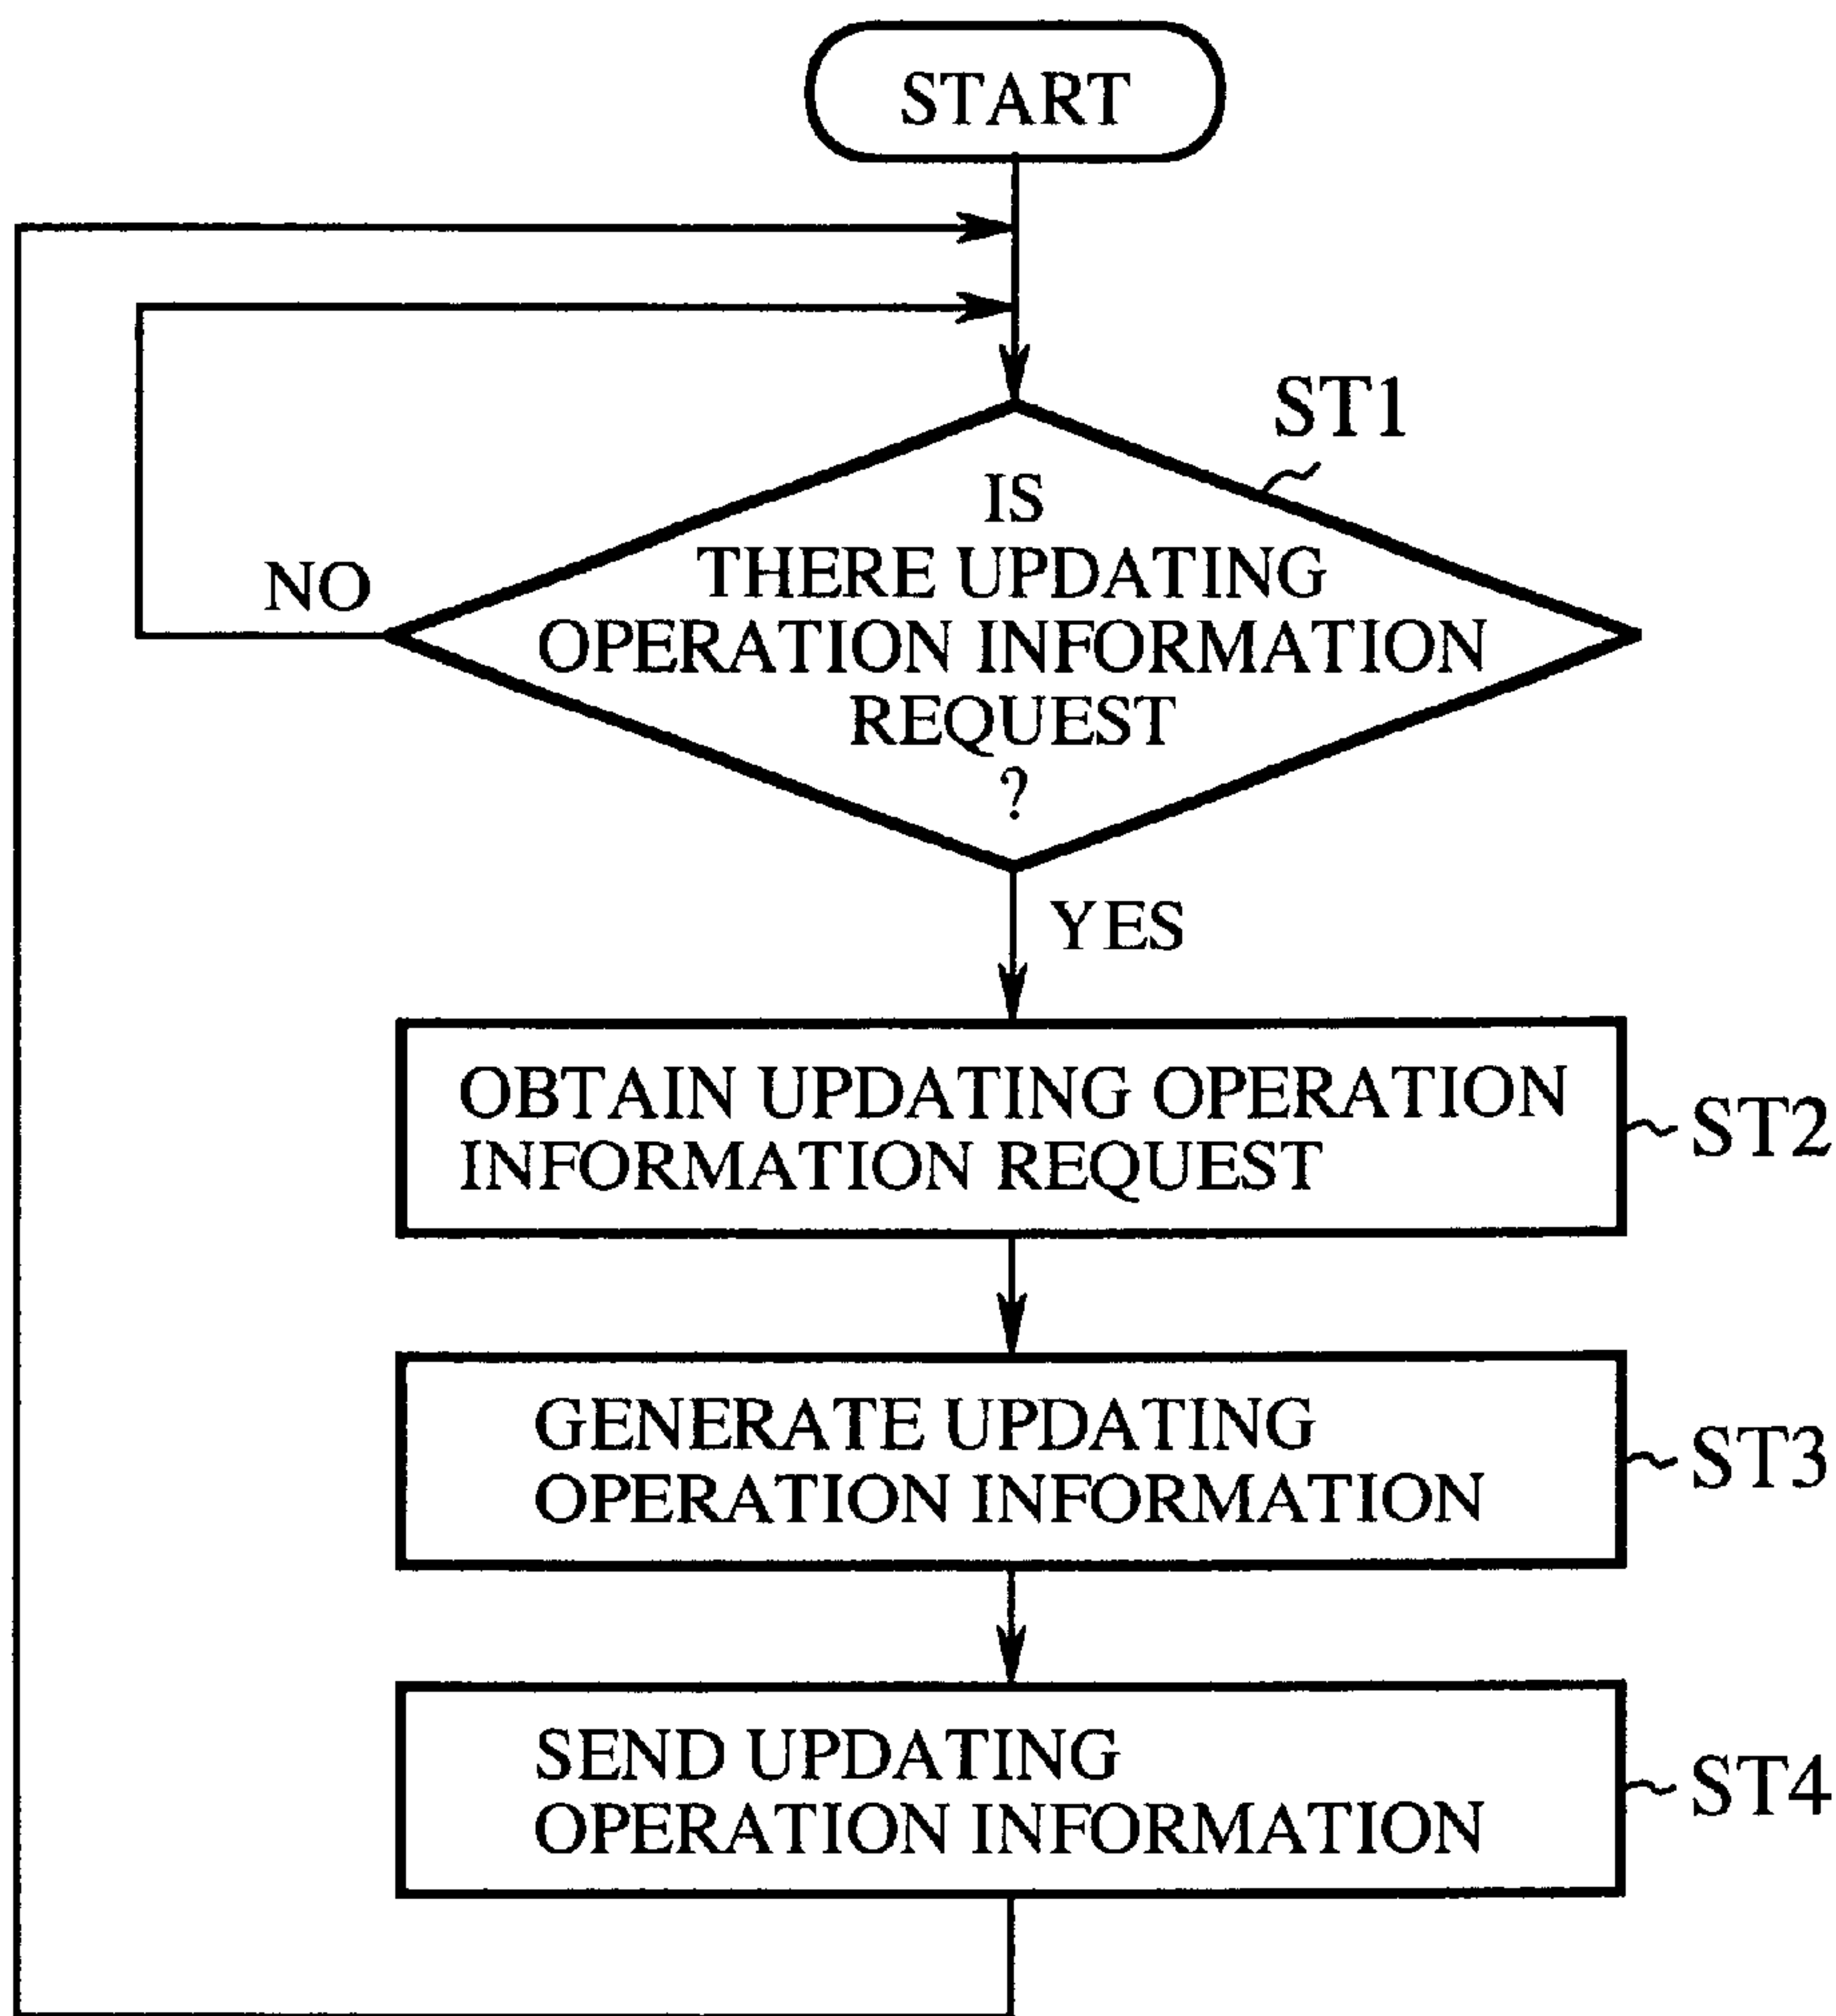 START
ST1
IS
THERE UPDATING
OPERATION INFORMATION
REQUEST
?
NO
YES
OBTAIN UPDATING OPERATION
INFORMATION REQUEST
ST2
GENERATE UPDATING
OPERATION INFORMATION
ST3
SEND UPDATING
OPERATION INFORMATION
ST4